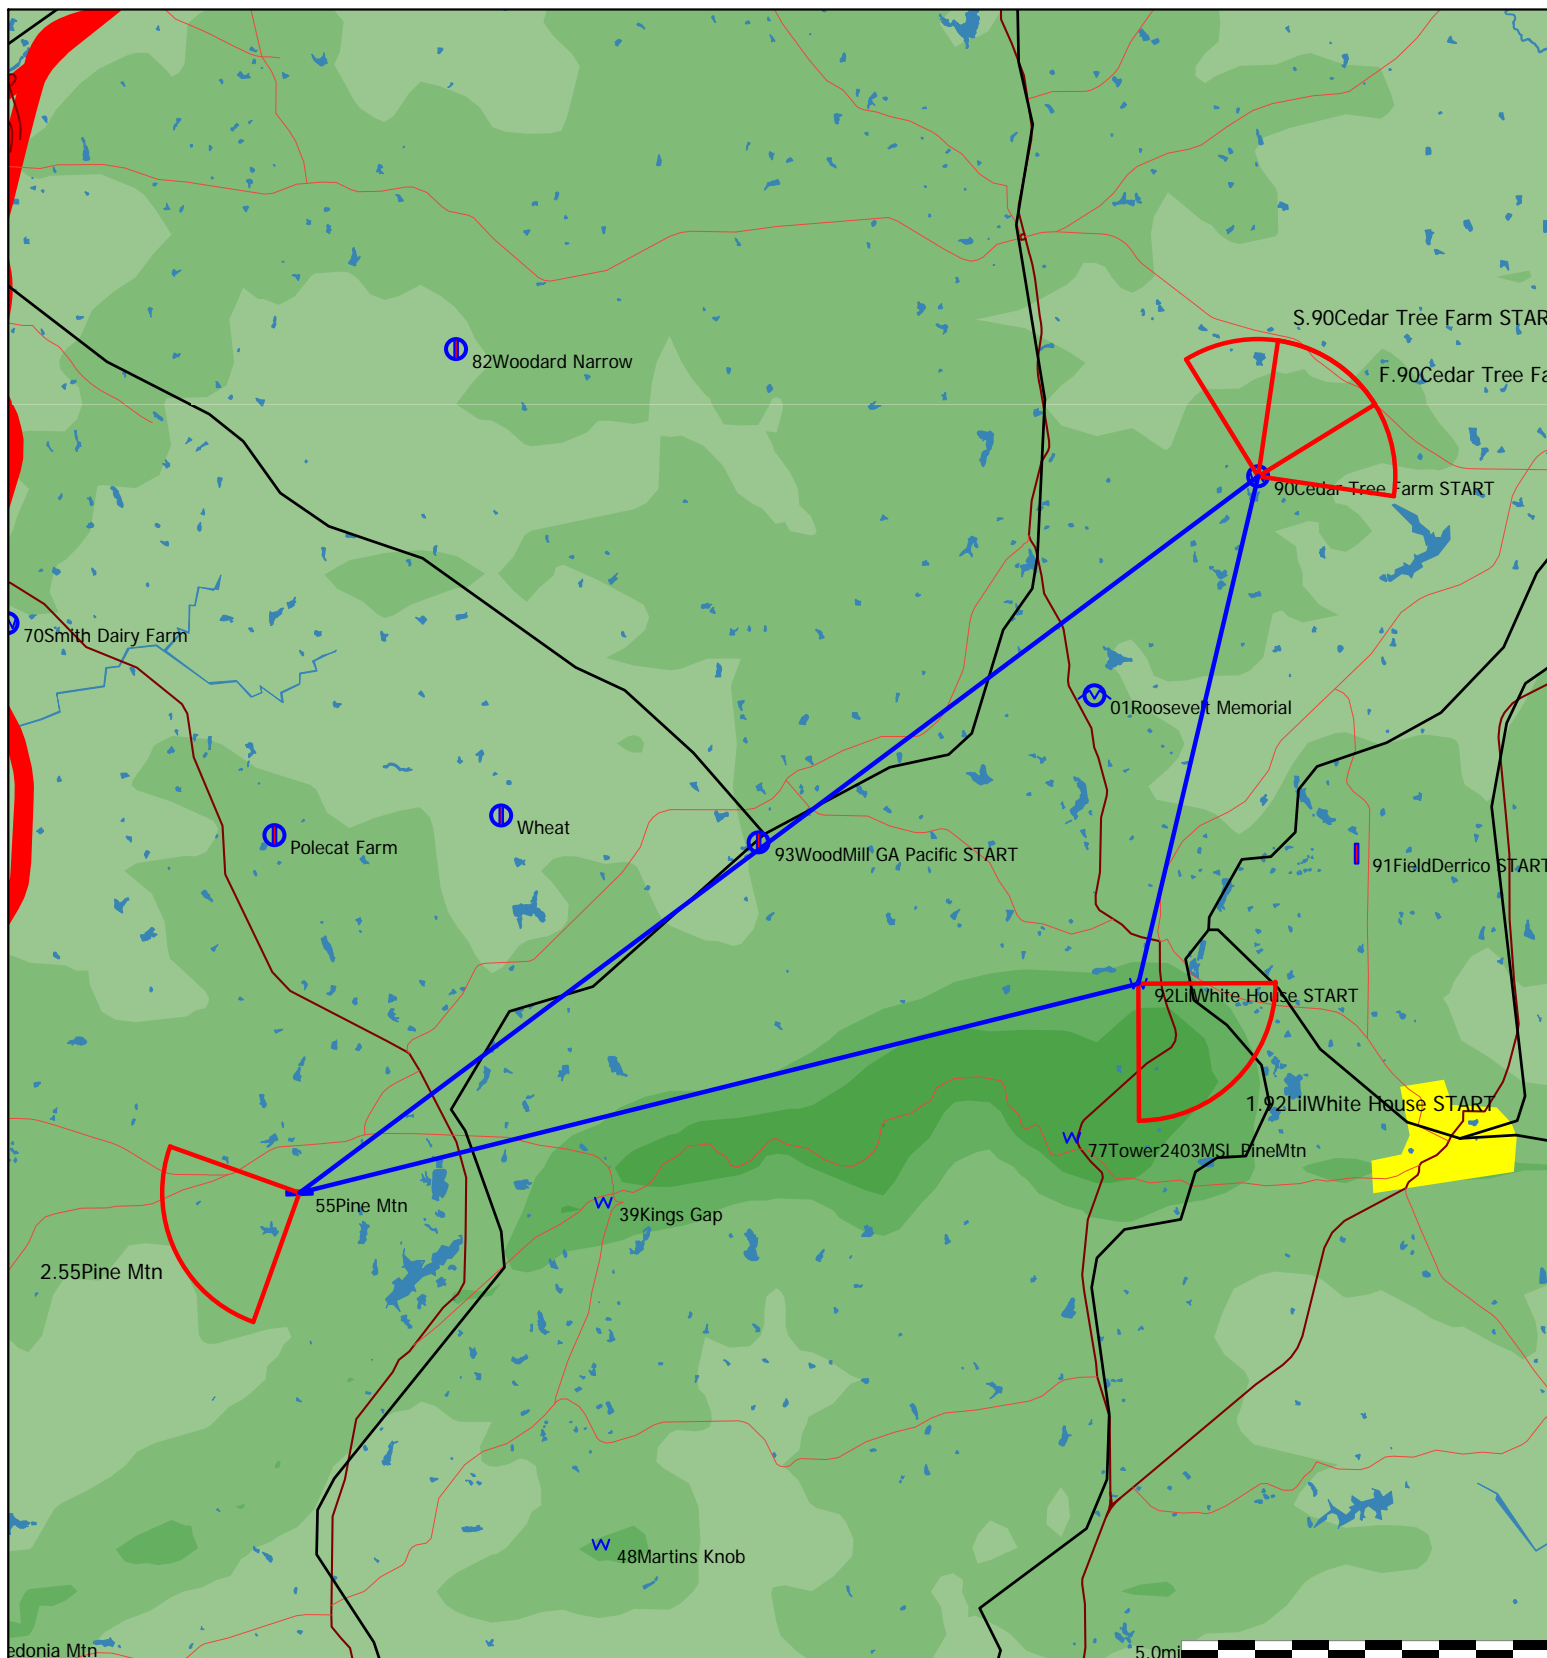 S.90Cedar Tree Farm STAR
82Woodard Narrow
F.90Cedar Tree Fa
90Cedar Tree Farm START
70Smith Dairy Farm
01Roosevelt Memorial
Wheat
Polecat Farm
93WoodMill GA Pacific START
91FieldDerrico START
92LilWhite House START
1.92LilWhite House START
77Tower2403MSL PineMtn
55Pine Mtn
39Kings Gap
2.55Pine Mtn
48Martins Knob
edonia Mtn
5.0mi